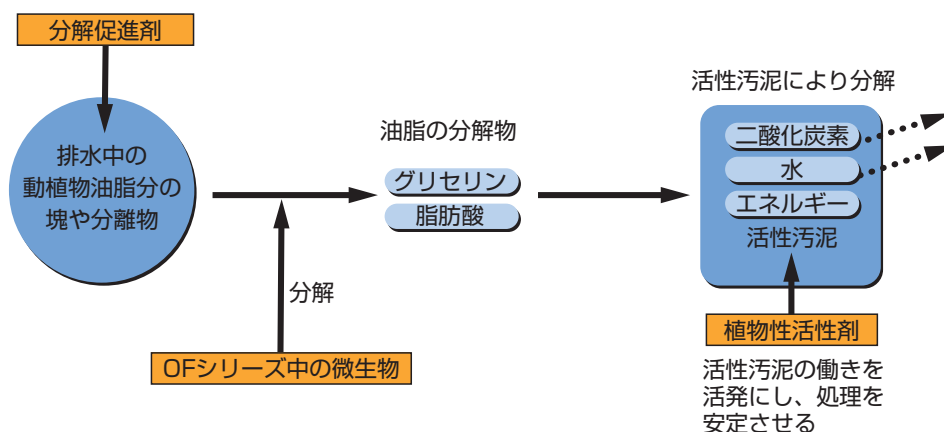 分解促進剤
排水中の
動植物油脂分の
塊や分離物
分解
OFシリーズ中の微生物
油脂の分解物
グリセリン
脂肪酸
活性汚泥により分解
二酸化炭素
水
エネルギー
活性汚泥
植物性活性剤
活性汚泥の働きを
活発にし、処理を
安定させる